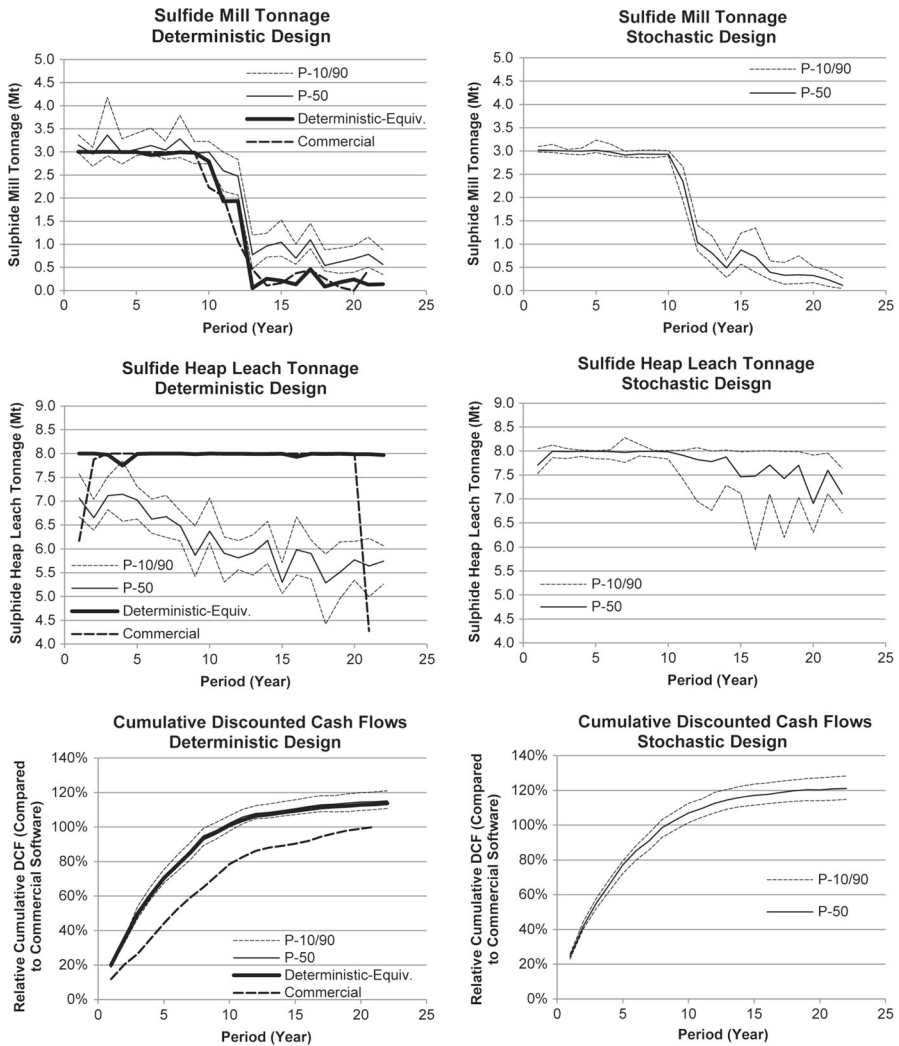 Sulfide Mill Tonnage
Deterministic Design
Sulphide Mill Tonnage (Mt)
5.0
4.5
4.0
3.5
3.0
2.5
2.0
1.5
1.0
0.5
0.0
P-10/90
P-50
Deterministic-Equiv.
Commercial
0 5 10 15 20 25
Period (Year)
Sulfide Mill Tonnage
Stochastic Design
Sulphide Mill Tonnage (Mt)
5.0
4.5
4.0
3.5
3.0
2.5
2.0
1.5
1.0
0.5
0.0
P-10/90
P-50
0 5 10 15 20 25
Period (Year)
Sulfide Heap Leach Tonnage
Deterministic Design
Sulphide Heap Leach Tonnage (Mt)
9.0
8.5
8.0
7.5
7.0
6.5
6.0
5.5
5.0
4.5
4.0
P-10/90
P-50
Deterministic-Equiv.
Commercial
0 5 10 15 20 25
Period (Year)
Sulfide Heap Leach Tonnage
Stochastic Deisgn
Sulphide Heap Leach Tonnage (Mt)
9.0
8.5
8.0
7.5
7.0
6.5
6.0
5.5
5.0
4.5
4.0
P-10/90
P-50
0 5 10 15 20 25
Period (Year)
Cumulative Discounted Cash Flows
Deterministic Design
Relative Cumulative DCF (Compared
to Commercial Software)
140%
120%
100%
80%
60%
40%
20%
0%
P-10/90
P-50
Deterministic-Equiv.
Commercial
0 5 10 15 20 25
Period (Year)
Cumulative Discounted Cash Flows
Stochastic Design
Relative Cumulative DCF (Compared
to Commercial Software)
140%
120%
100%
80%
60%
40%
20%
0%
P-10/90
P-50
0 5 10 15 20 25
Period (Year)